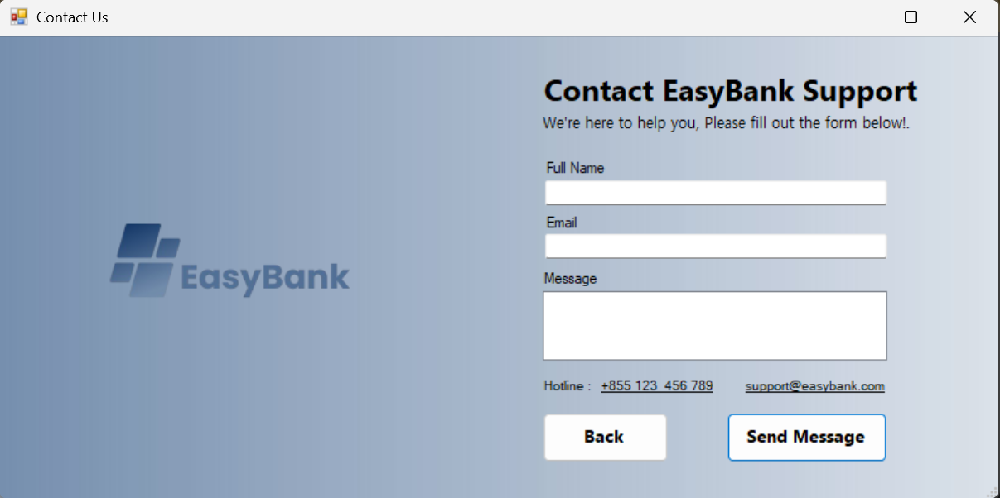 Contact Us
Contact EasyBank Support
We're here to help you, Please fill out the form below!.
Full Name
Email
EasyBank
Message
Hotline : +855 123 456 789 support@easybank.com
Back Send Message